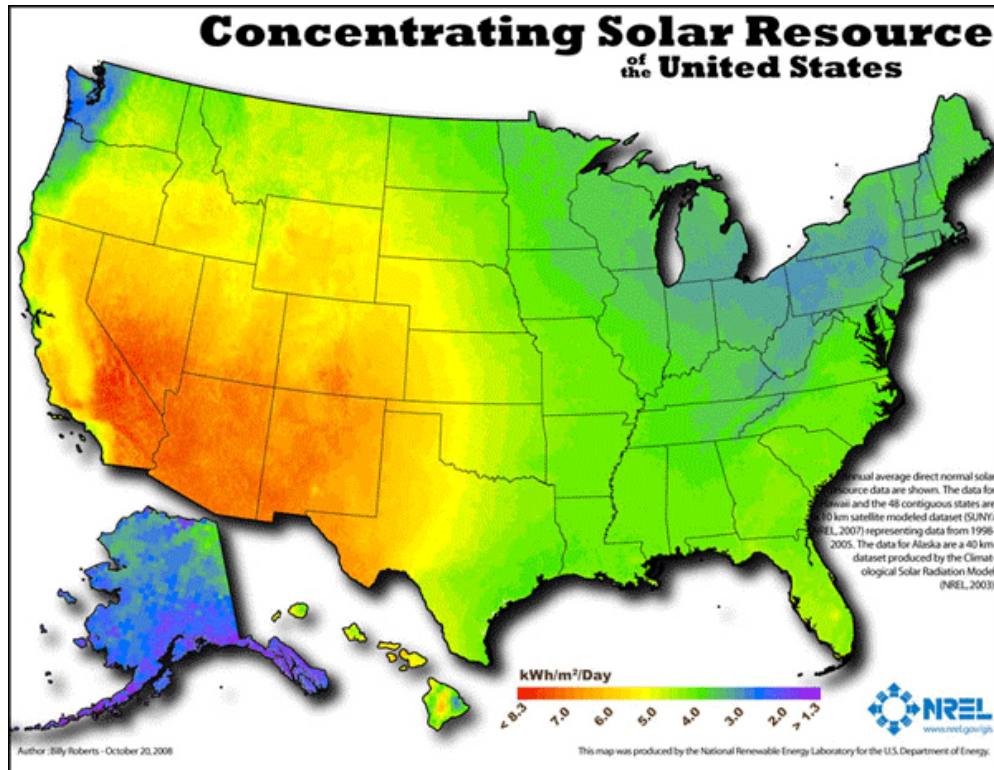 Concentrating Solar Resource
of the United States
nnual average direct normal solar
source data are shown. The data for
waii and the 48 contiguous states are
10 km satellite modeled dataset (SUNY/
REL, 2007) representing data from 1998-
2005. The data for Alaska are a 40 km
dataset produced by the Climat-
ological Solar Radiation Model
(NREL, 2003)
kWh/m²/Day
< 8.3
7.0
6.0
5.0
4.0
3.0
2.0
> 1.3
NREL
www.nrel.gov/gis
Author : Billy Roberts - October 20, 2008
This map was produced by the National Renewable Energy Laboratory for the U.S. Department of Energy.